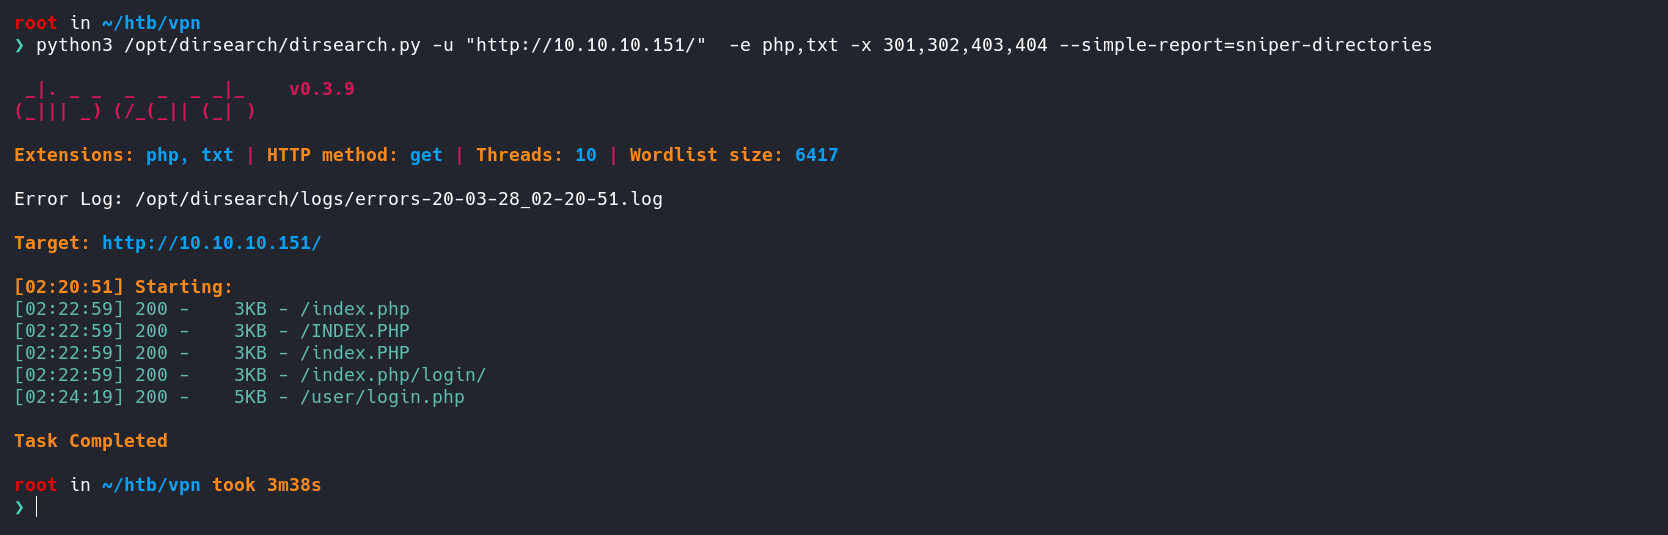 root in ~/htb/vpn
❯ python3 /opt/dirsearch/dirsearch.py -u "http://10.10.10.151/"  -e php,txt -x 301,302,403,404 --simple-report=sniper-directories
 _|. _ _  _  _  _ _|_    v0.3.9
(_||| _) (/_(_|| (_| )
Extensions: php, txt | HTTP method: get | Threads: 10 | Wordlist size: 6417
Error Log: /opt/dirsearch/logs/errors-20-03-28_02-20-51.log
Target: http://10.10.10.151/
[02:20:51] Starting:
[02:22:59] 200 -    3KB - /index.php
[02:22:59] 200 -    3KB - /INDEX.PHP
[02:22:59] 200 -    3KB - /index.PHP
[02:22:59] 200 -    3KB - /index.php/login/
[02:24:19] 200 -    5KB - /user/login.php
Task Completed
root in ~/htb/vpn took 3m38s
❯